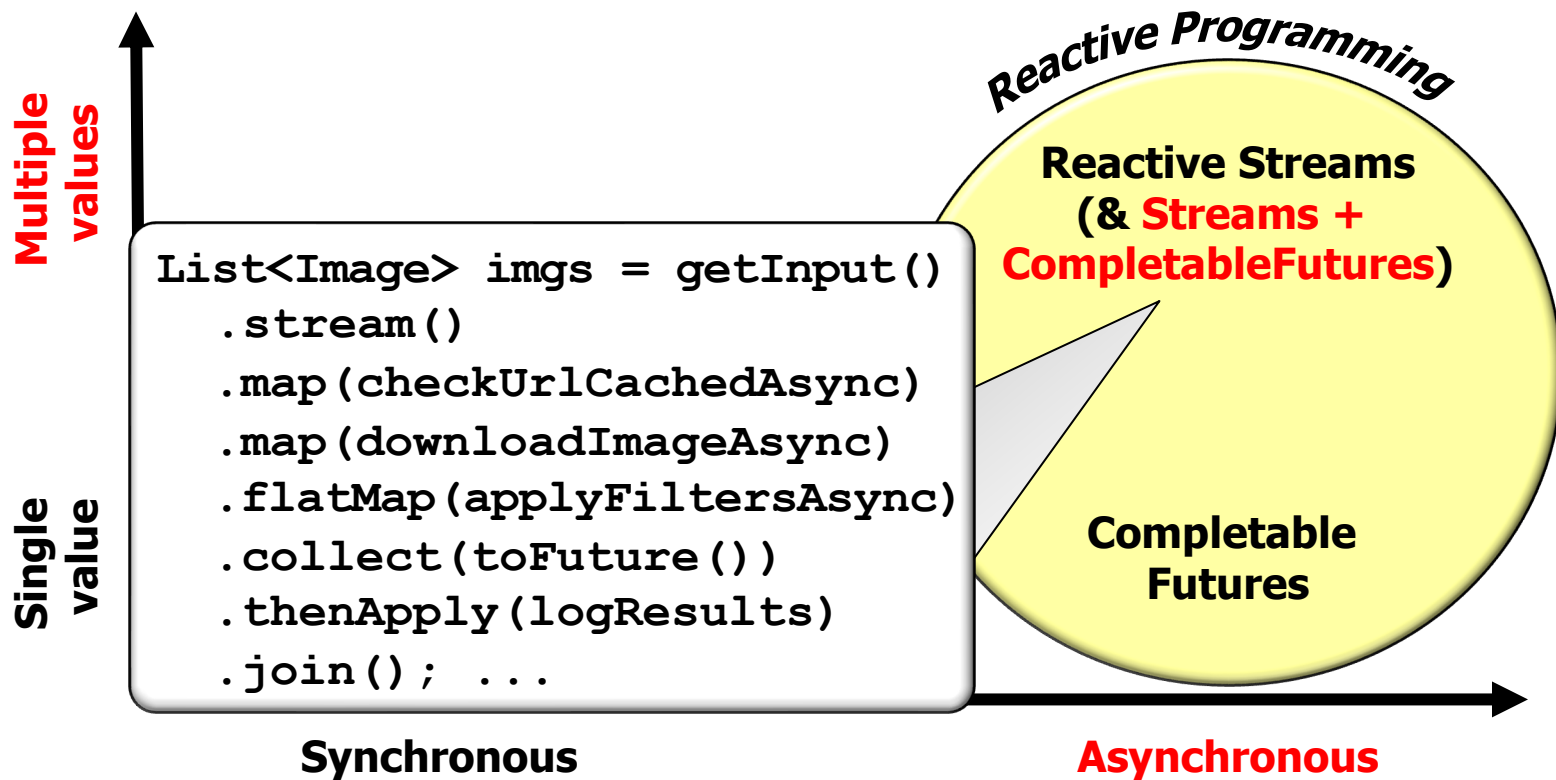 Reactive Programming
Multiple
values
Reactive Streams
(& Streams +
CompletableFutures)
List<Image> imgs = getInput()
.stream()
.map(checkUrlCachedAsync)
.map(downloadImageAsync)
.flatMap(applyFiltersAsync)
.collect(toFuture())
.thenApply(logResults)
.join(); ...
Single
value
Completable
Futures
Synchronous
Asynchronous